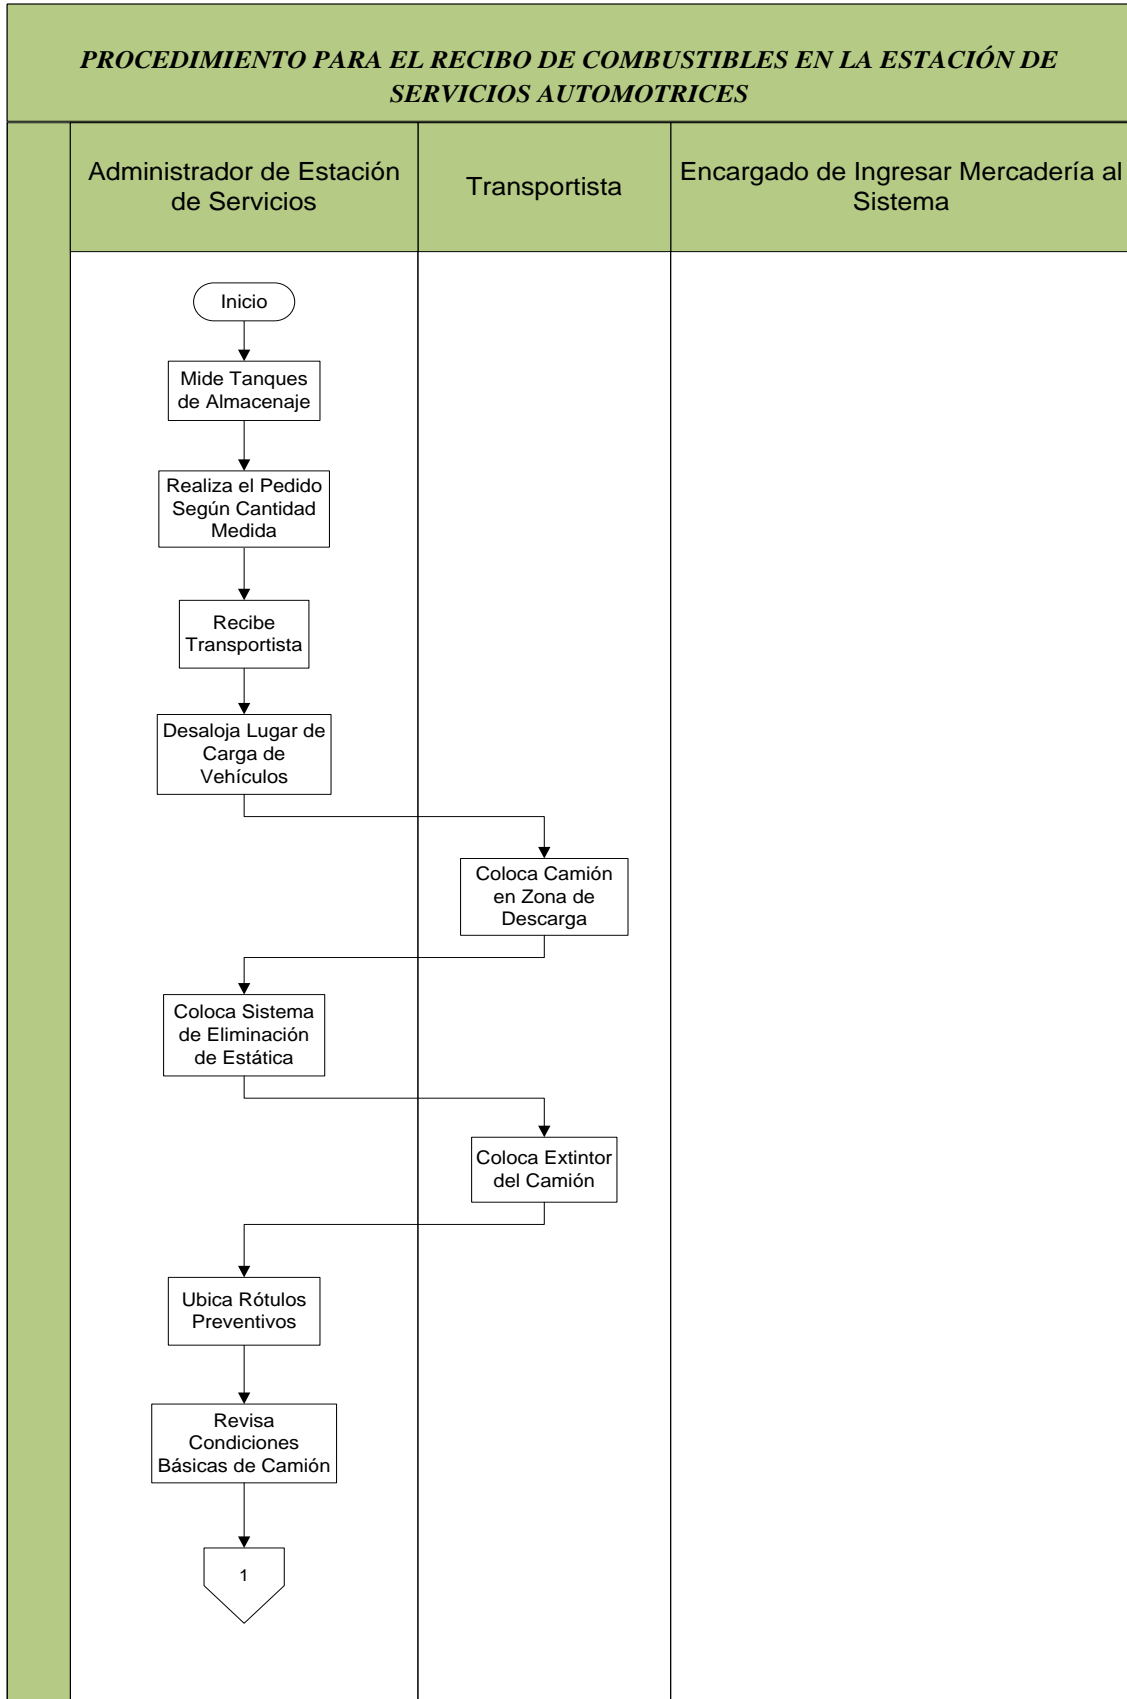 PROCEDIMIENTO PARA EL RECIBO DE COMBUSTIBLES EN LA ESTACIÓN DE
SERVICIOS AUTOMOTRICES
Administrador de Estación
de Servicios
Transportista
Encargado de Ingresar Mercadería al
Sistema
Inicio
Mide Tanques
de Almacenaje
Realiza el Pedido
Según Cantidad
Medida
Recibe
Transportista
Desaloja Lugar de
Carga de
Vehículos
Coloca Camión
en Zona de
Descarga
Coloca Sistema
de Eliminación
de Estática
Coloca Extintor
del Camión
Ubica Rótulos
Preventivos
Revisa
Condiciones
Básicas de Camión
1